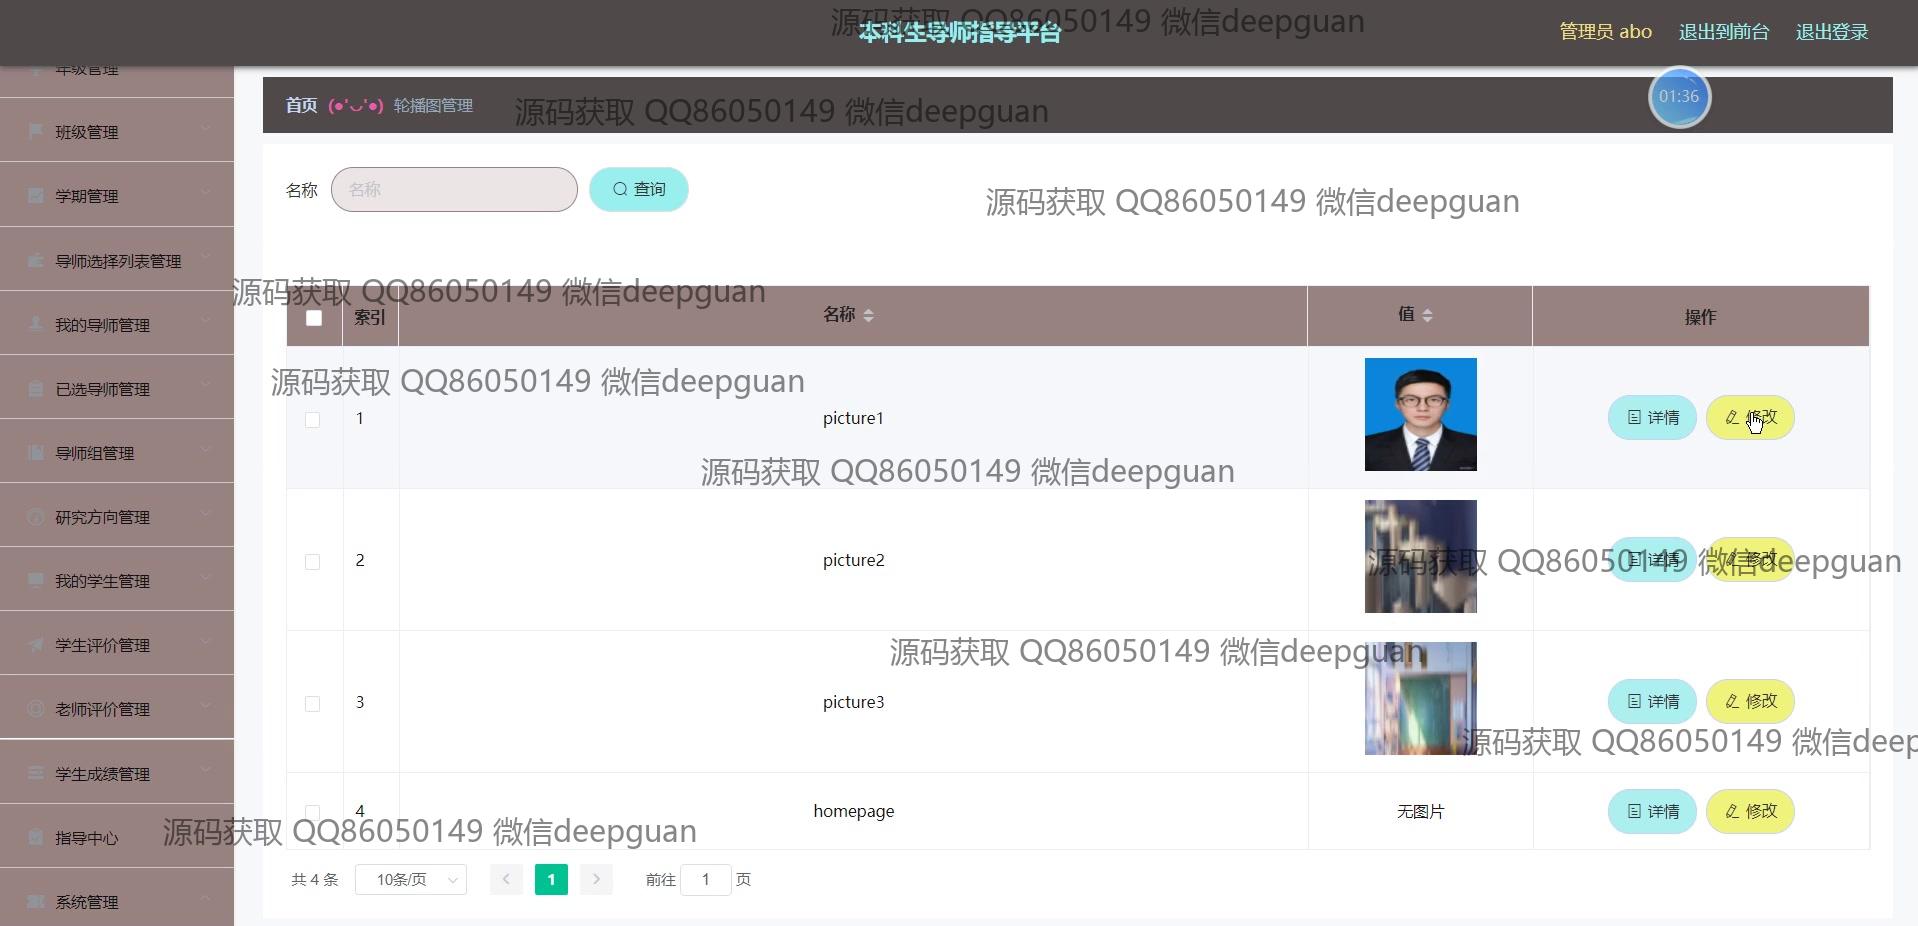 本科生导师指导平台
源码获取 QQ86050149 微信deepguan
管理员 abo
退出到前台
退出登录
年级管理
班级管理
学期管理
导师选择列表管理
我的导师管理
已选导师管理
导师组管理
研究方向管理
我的学生管理
学生评价管理
老师评价管理
学生成绩管理
指导中心
系统管理
首页 (●'◡'●) 轮播图管理
源码获取 QQ86050149 微信deepguan
01:36
名称 名称 查询
源码获取 QQ86050149 微信deepguan
源码获取 QQ86050149 微信deepguan
索引 名称 值 操作
源码获取 QQ86050149 微信deepguan
1 picture1 详情 修改
源码获取 QQ86050149 微信deepguan
2 picture2 详情 修改
源码获取 QQ86050149 微信deepguan
源码获取 QQ86050149 微信deepguan
3 picture3 详情 修改
源码获取 QQ86050149 微信deep
4 homepage 无图片 详情 修改
源码获取 QQ86050149 微信deepguan
共 4 条 10条/页 1 前往 1 页